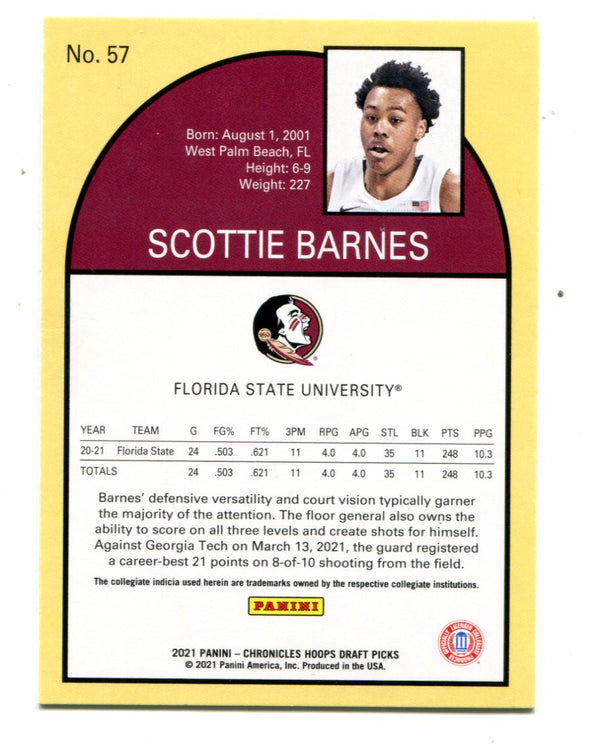 No. 57
Born: August 1, 2001
West Palm Beach, FL
Height: 6-9
Weight: 227
SCOTTIE BARNES
FLORIDA STATE UNIVERSITY®
YEAR TEAM G FG% FT% 3PM RPG APG STL BLK PTS PPG
20-21 Florida State 24 .503 .621 11 4.0 4.0 35 11 248 10.3
TOTALS 24 .503 .621 11 4.0 4.0 35 11 248 10.3
Barnes' defensive versatility and court vision typically garner
the majority of the attention. The floor general also owns the
ability to score on all three levels and create shots for himself.
Against Georgia Tech on March 13, 2021, the guard registered
a career-best 21 points on 8-of-10 shooting from the field.
The collegiate indicia used herein are trademarks owned by the respective collegiate institutions.
PANINI
2021 PANINI – CHRONICLES HOOPS DRAFT PICKS
© 2021 Panini America, Inc. Produced in the USA.
OFFICIALLY LICENSED COLLEGIATE PRODUCTS